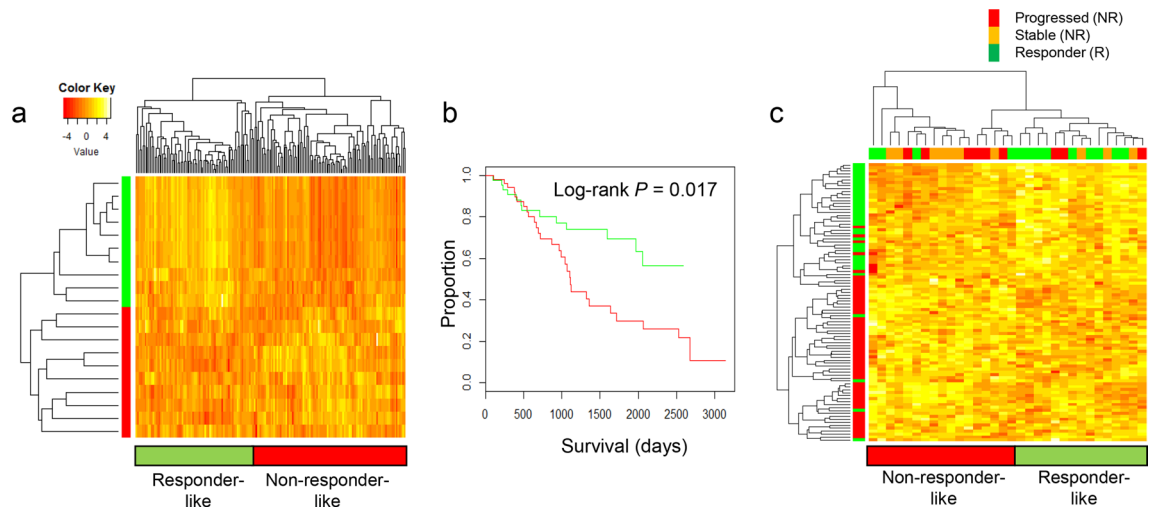 Progressed (NR)
Stable (NR)
Responder (R)
a
Color Key
-4 0 2 4
Value
b
c
Log-rank P = 0.017
Proportion
1.0
0.8
0.6
0.4
0.2
0.0
0 500 1000 1500 2000 2500 3000
Survival (days)
Responder-
like
Non-responder-
like
Non-responder-
like
Responder-
like